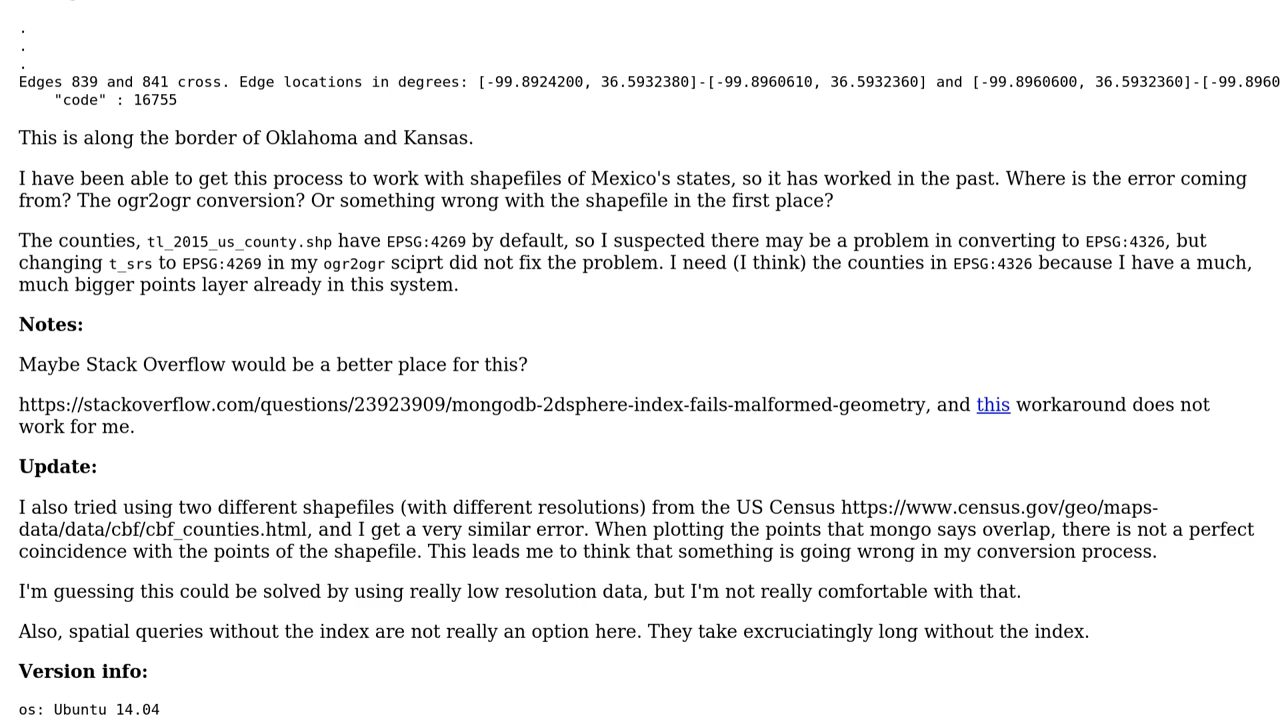 .
.
.
Edges 839 and 841 cross. Edge locations in degrees: [-99.8924200, 36.5932380]-[-99.8960610, 36.5932360] and [-99.8960600, 36.5932360]-[-99.8960
"code" : 16755
This is along the border of Oklahoma and Kansas.
I have been able to get this process to work with shapefiles of Mexico's states, so it has worked in the past. Where is the error coming
from? The ogr2ogr conversion? Or something wrong with the shapefile in the first place?
The counties, tl_2015_us_county.shp have EPSG:4269 by default, so I suspected there may be a problem in converting to EPSG:4326, but
changing t_srs to EPSG:4269 in my ogr2ogr sciprt did not fix the problem. I need (I think) the counties in EPSG:4326 because I have a much,
much bigger points layer already in this system.
Notes:
Maybe Stack Overflow would be a better place for this?
https://stackoverflow.com/questions/23923909/mongodb-2dsphere-index-fails-malformed-geometry, and this workaround does not
work for me.
Update:
I also tried using two different shapefiles (with different resolutions) from the US Census https://www.census.gov/geo/maps-
data/data/cbf/cbf_counties.html, and I get a very similar error. When plotting the points that mongo says overlap, there is not a perfect
coincidence with the points of the shapefile. This leads me to think that something is going wrong in my conversion process.
I'm guessing this could be solved by using really low resolution data, but I'm not really comfortable with that.
Also, spatial queries without the index are not really an option here. They take excruciatingly long without the index.
Version info:
os: Ubuntu 14.04